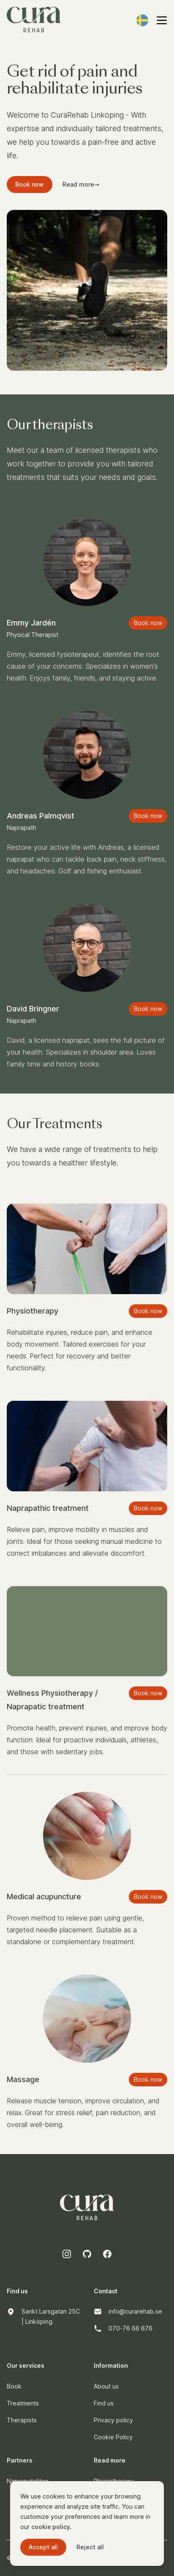 cura
REHAB
Get rid of pain and
rehabilitate injuries
Welcome to CuraRehab Linköping - With
expertise and individually tailored treatments,
we help you towards a pain-free and active
life.
Book now
Read more→
Our therapists
Meet our a team of licensed therapists who
work together to provide you with tailored
treatments that suits your needs and goals.
Emmy Jardén
Book now
Physical Therapist
Emmy, licensed fysioterapeut, identifies the root
cause of your concerns. Specializes in women's
health. Enjoys family, friends, and staying active.
Andreas Palmqvist
Book now
Naprapath
Restore your active life with Andreas, a licensed
naprapat who can tackle back pain, neck stiffness,
and headaches. Golf and fishing enthusiast.
David Bringner
Book now
Naprapath
David, a licensed naprapat, sees the full picture of
your health. Specializes in shoulder area. Loves
family time and history books.
Our Treatments
We have a wide range of treatments to help
you towards a healthier lifestyle.
Physiotherapy
Book now
Rehabilitate injuries, reduce pain, and enhance
body movement. Tailored exercises for your
needs. Perfect for recovery and better
functionality.
Naprapathic treatment
Book now
Relieve pain, improve mobility in muscles and
joints. Ideal for those seeking manual medicine to
correct imbalances and alleviate discomfort.
Wellness Physiotherapy /
Naprapatic treatment
Book now
Promote health, prevent injuries, and improve body
function. Ideal for proactive individuals, athletes,
and those with sedentary jobs.
Medical acupuncture
Book now
Proven method to relieve pain using gentle,
targeted needle placement. Suitable as a
standalone or complementary treatment.
Massage
Book now
Release muscle tension, improve circulation, and
relax. Great for stress relief, pain reduction, and
overall well-being.
cura
REHAB
Find us
Sankt Larsgatan 25C
| Linköping
Contact
info@curarehab.se
070-76 66 676
Our services
Book
Treatments
Therapists
Information
About us
Find us
Privacy policy
Cookie Policy
Partners
Read more
We use cookies to enhance your browsing
experience and analyze site traffic. You can
customize your preferences and learn more in
our cookie policy.
Accept all
Reject all